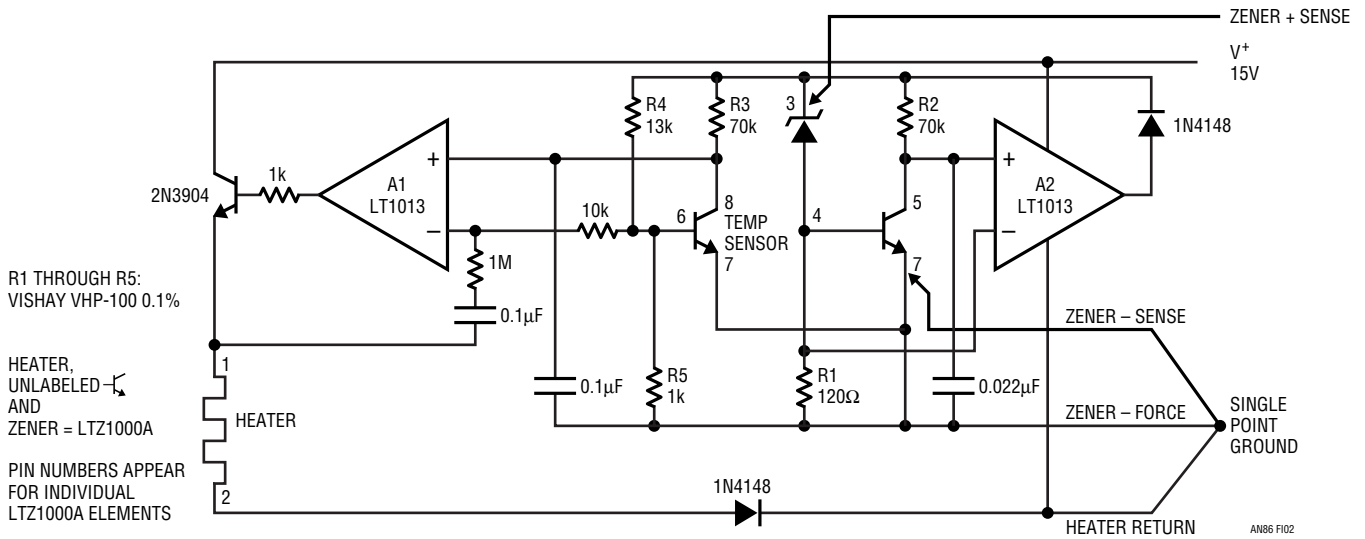 ZENER + SENSE
V+
15V
R4
13k
R3
70k
3
R2
70k
1N4148
2N3904
1k
+
A1
LT1013
–
10k
6
8
TEMP
SENSOR
7
4
5
7
+
A2
LT1013
–
1M
0.1µF
R1 THROUGH R5:
VISHAY VHP-100 0.1%
ZENER – SENSE
HEATER,
UNLABELED
AND
ZENER = LTZ1000A
1
HEATER
0.1µF
R5
1k
R1
120Ω
0.022µF
ZENER – FORCE
SINGLE
POINT
GROUND
PIN NUMBERS APPEAR
FOR INDIVIDUAL
LTZ1000A ELEMENTS
2
1N4148
HEATER RETURN
AN86 FI02